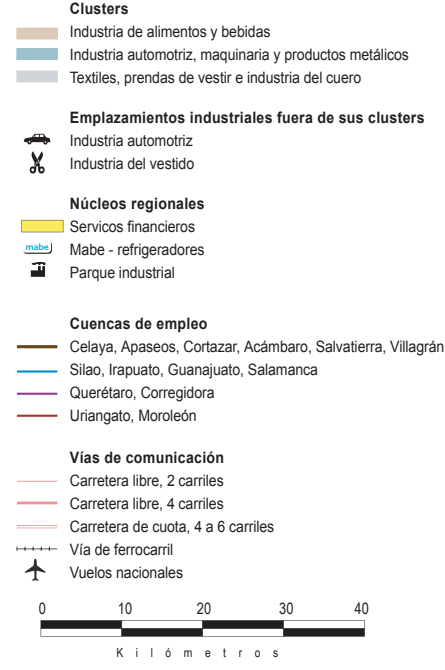 Clusters
Industria de alimentos y bebidas
Industria automotriz, maquinaria y productos metálicos
Textiles, prendas de vestir e industria del cuero
Emplazamientos industriales fuera de sus clusters
Industria automotriz
Industria del vestido
Núcleos regionales
Servicos financieros
mabe Mabe - refrigeradores
Parque industrial
Cuencas de empleo
Celaya, Apaseos, Cortazar, Acámbaro, Salvatierra, Villagrán
Silao, Irapuato, Guanajuato, Salamanca
Querétaro, Corregidora
Uriangato, Moroleón
Vías de comunicación
Carretera libre, 2 carriles
Carretera libre, 4 carriles
Carretera de cuota, 4 a 6 carriles
Vía de ferrocarril
Vuelos nacionales
0 10 20 30 40
Kilómetros